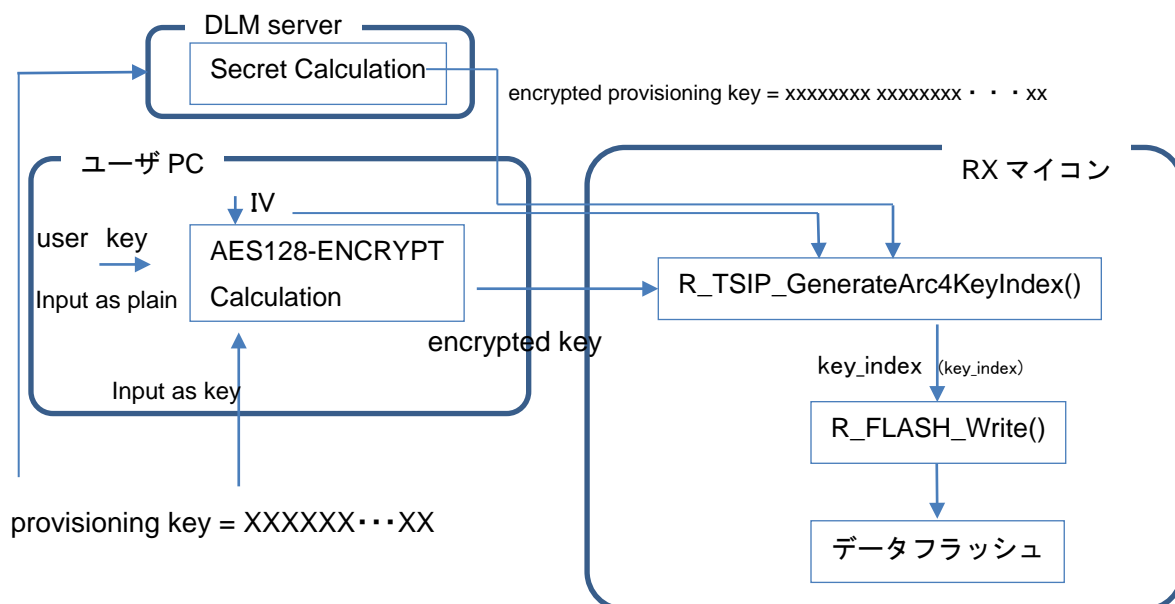 DLM server
Secret Calculation
encrypted provisioning key = xxxxxxxx xxxxxxxx・・・xx
ユーザ PC
RX マイコン
IV
user key
AES128-ENCRYPT
Calculation
Input as plain
R_TSIP_GenerateArc4KeyIndex()
encrypted key
key_index (key_index)
Input as key
R_FLASH_Write()
provisioning key = XXXXXX・・・XX
データフラッシュ